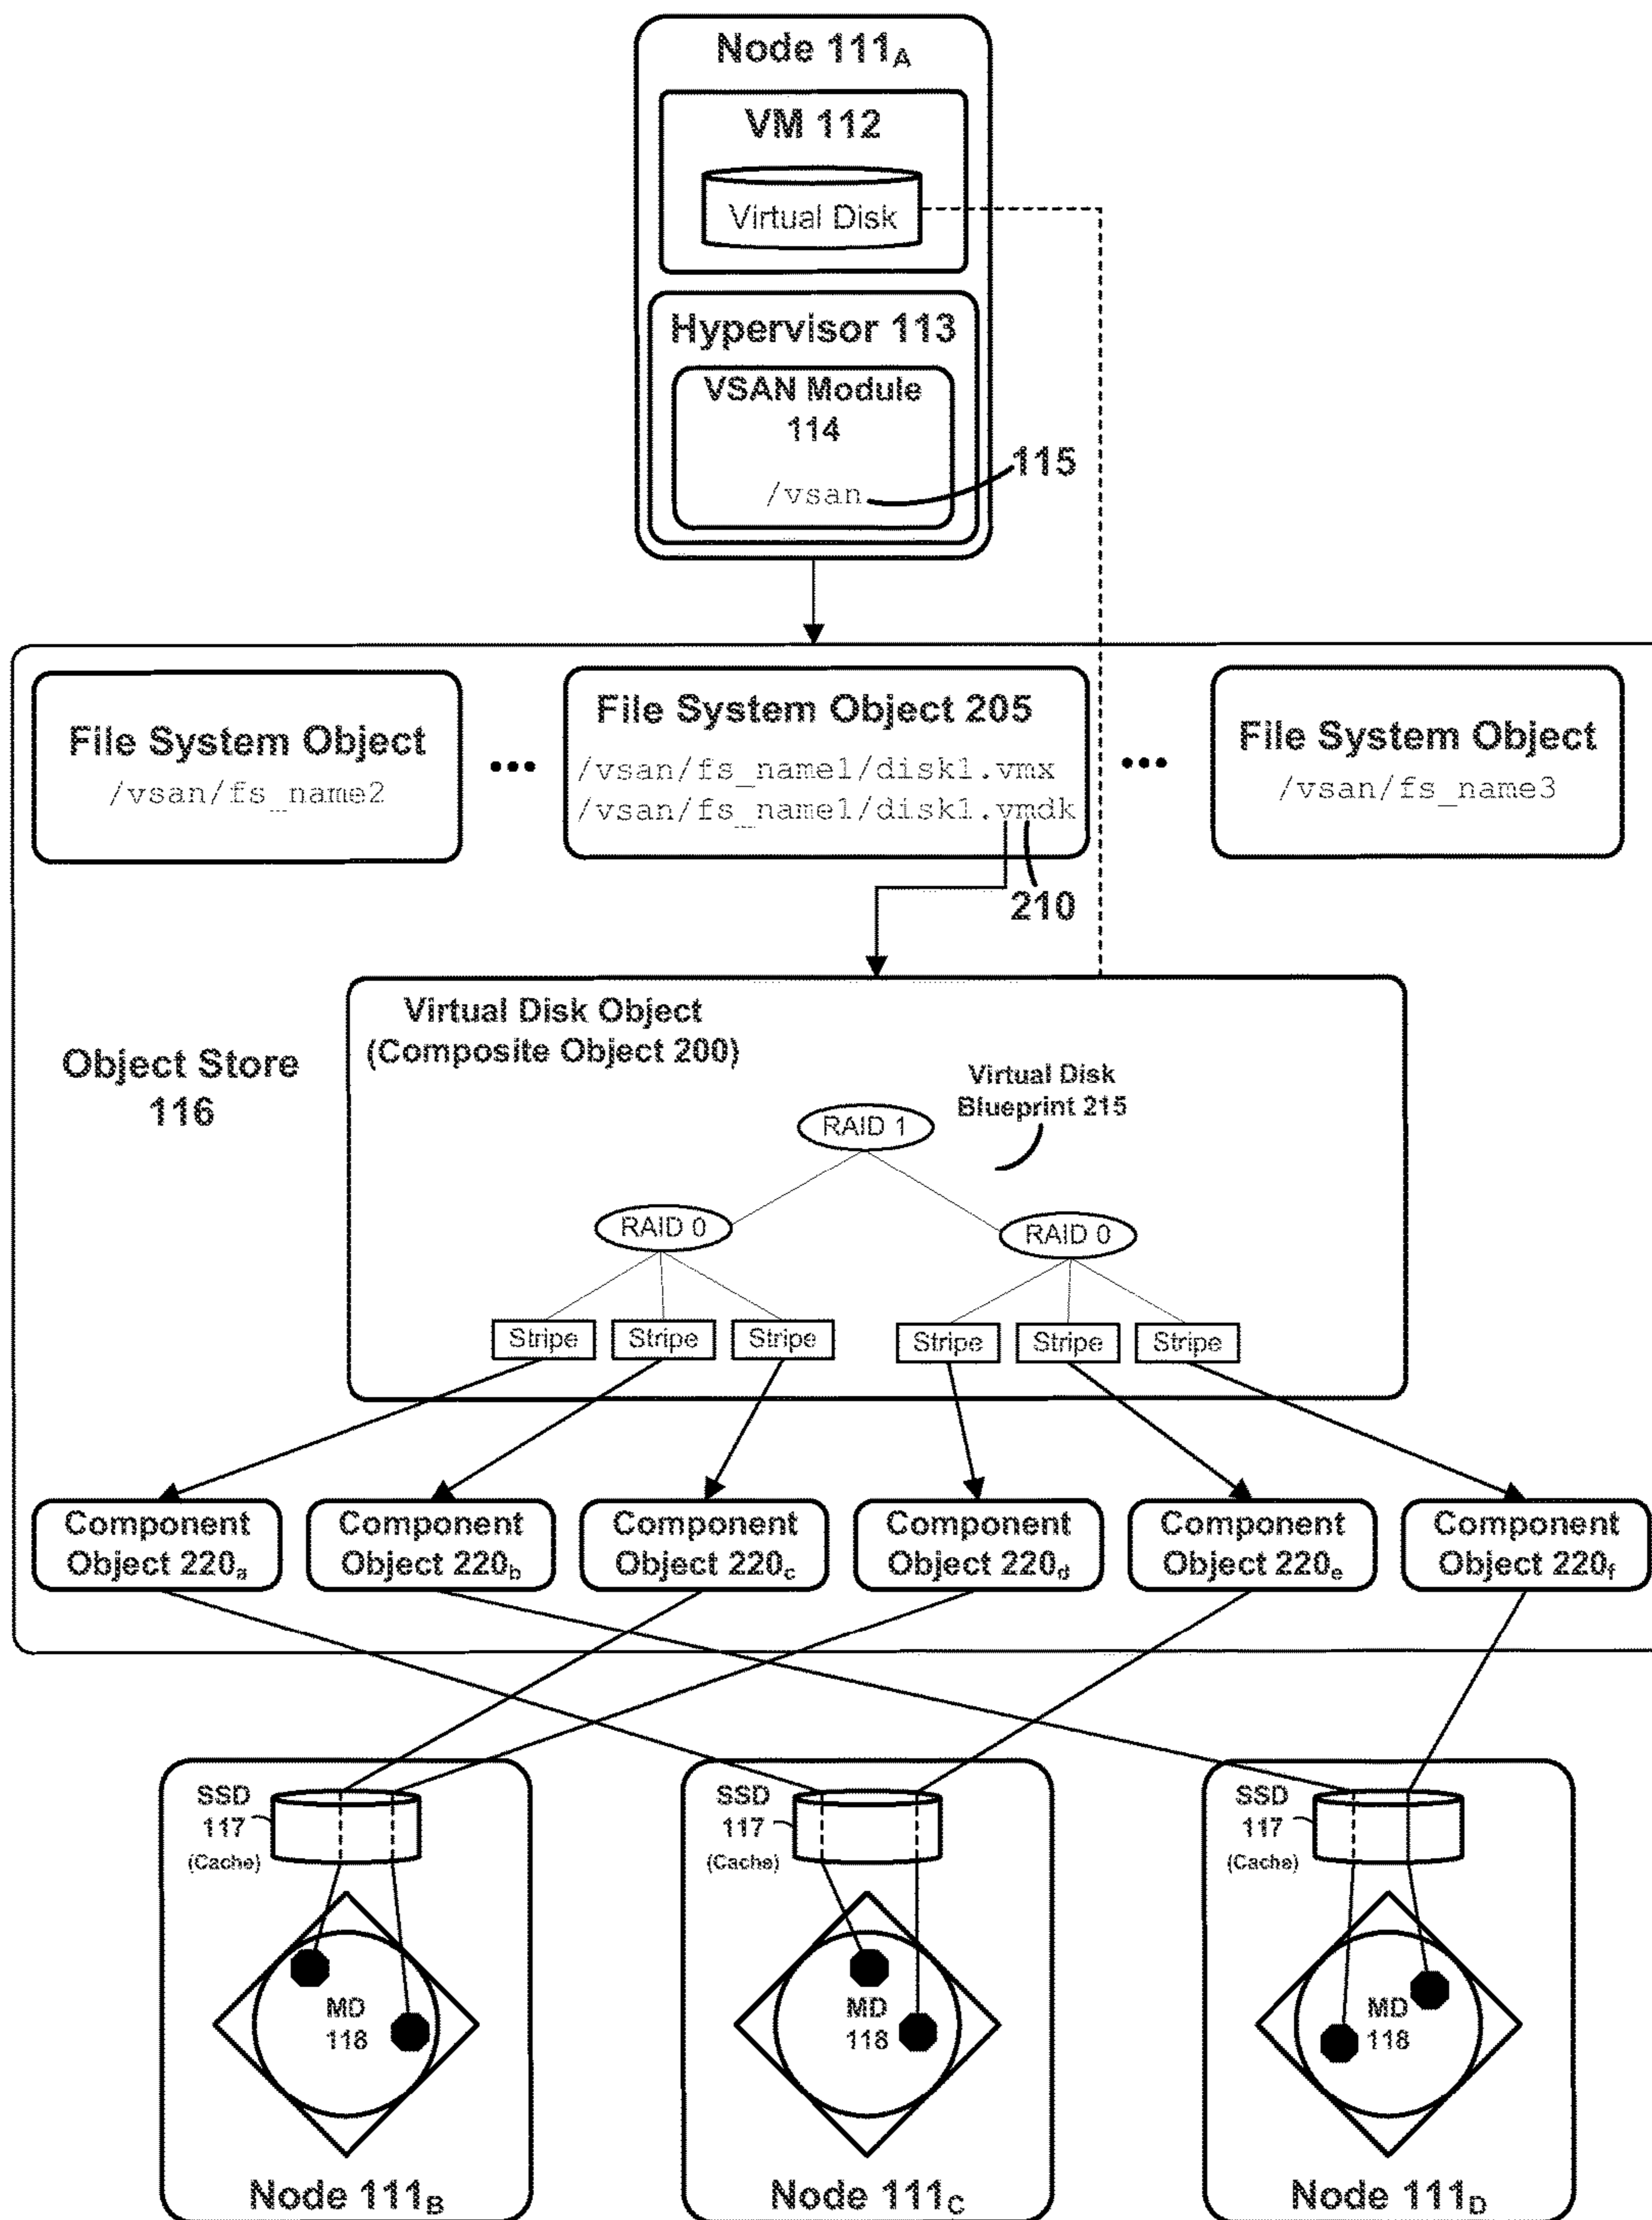 Node 111A
VM 112
Virtual Disk
Hypervisor 113
VSAN Module
114
/vsan
115
File System Object
/vsan/fs_name2
•••
File System Object 205
/vsan/fs_name1/disk1.vmx
/vsan/fs_name1/disk1.vmdk
•••
File System Object
/vsan/fs_name3
210
Object Store
116
Virtual Disk Object
(Composite Object 200)
Virtual Disk
Blueprint 215
RAID 1
RAID 0
RAID 0
Stripe
Stripe
Stripe
Stripe
Stripe
Stripe
Component
Object 220a
Component
Object 220b
Component
Object 220c
Component
Object 220d
Component
Object 220e
Component
Object 220f
SSD
117
(Cache)
MD
118
Node 111B
SSD
117
(Cache)
MD
118
Node 111C
SSD
117
(Cache)
MD
118
Node 111D